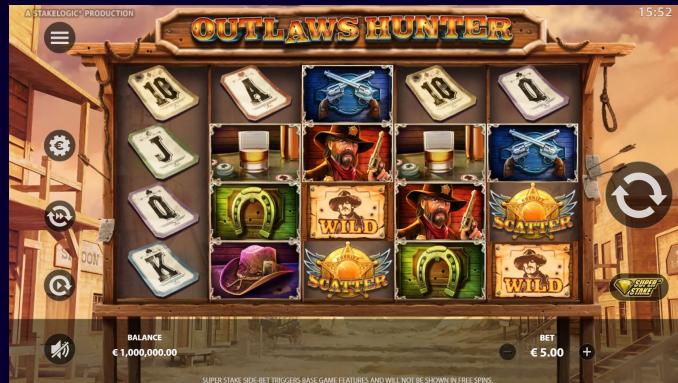 A STAKELOGIC® PRODUCTION
OUTLAWS HUNTER
15:52
10
A
10
Q
J
Q
WILD
SCATTER
K
SCATTER
WILD
SUPER
STAKE
BALANCE
€ 1,000,000.00
BET
€ 5.00
SUPER STAKE SIDE-BET TRIGGERS BASE GAME FEATURES AND WILL NOT BE SHOWN IN FREE SPINS.